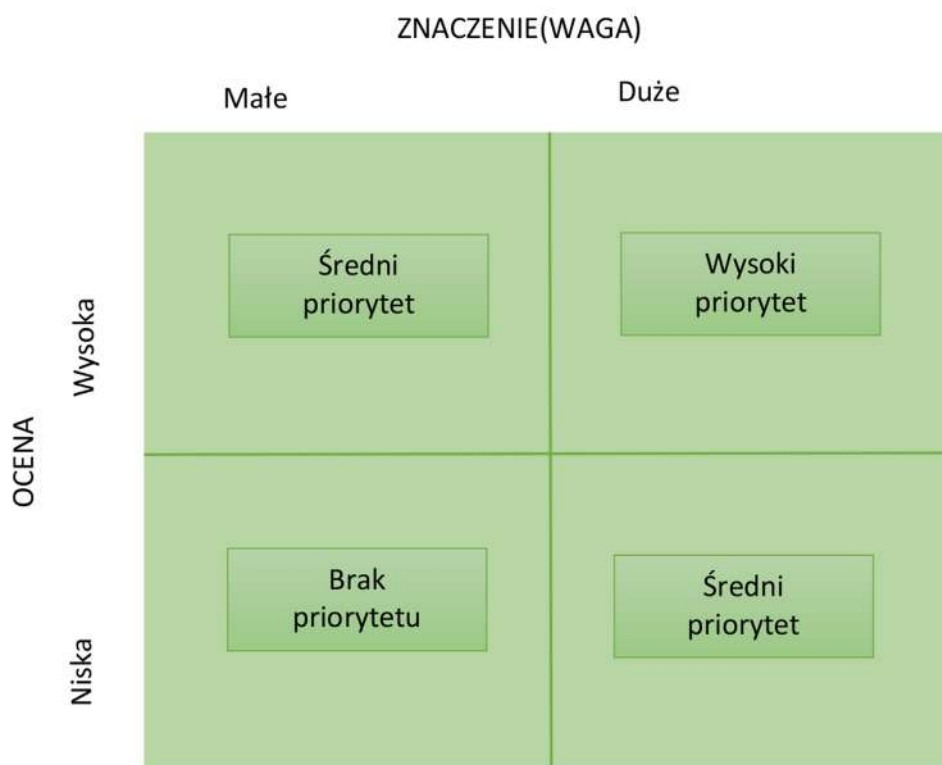 ZNACZENIE(WAGA)
Małe
Duże
OCENA
Wysoka
Średni
priorytet
Wysoki
priorytet
Niska
Brak
priorytetu
Średni
priorytet